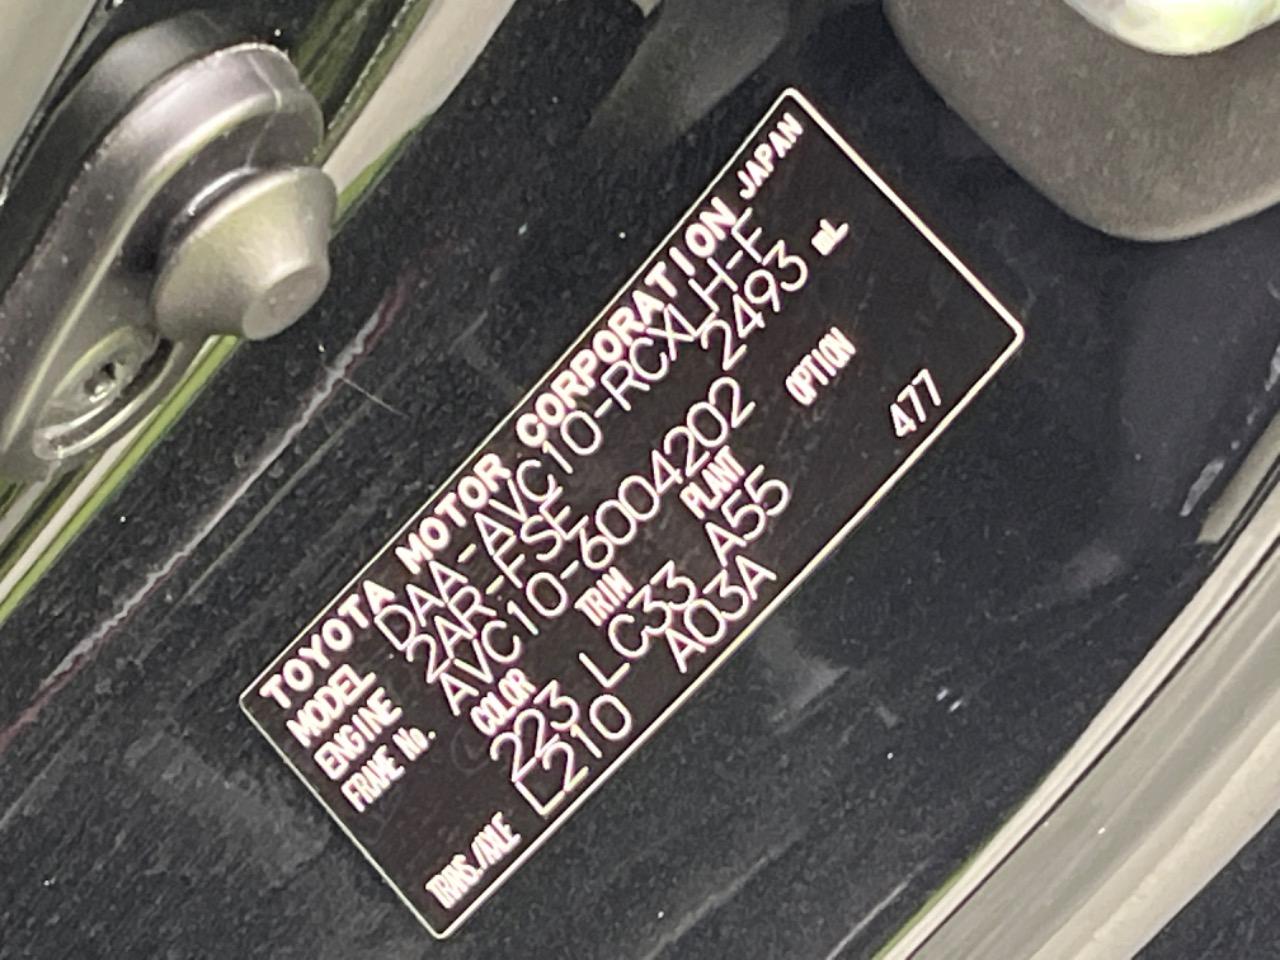 TOYOTA MOTOR CORPORATION JAPAN
MODEL DAA-AVC10-RCXLH-F
ENGINE 2AR-FSE 2493 mL
FRAME No. AVC10-6004202
COLOR TRIM PLANT OPTION
223 LC33 A55
TRANS./AXLE L210 A03A 477